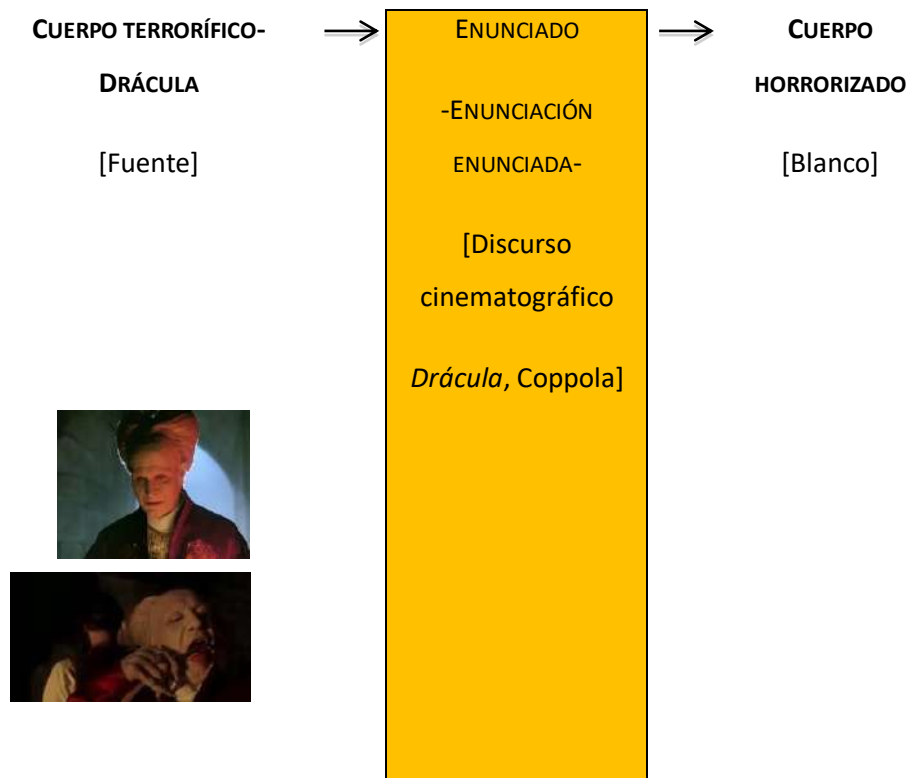 CUERPO TERRORÍFICO-
DRÁCULA
[Fuente]
ENUNCIADO
-ENUNCIACIÓN
ENUNCIADA-
[Discurso
cinematográfico
Drácula, Coppola]
CUERPO
HORRORIZADO
[Blanco]